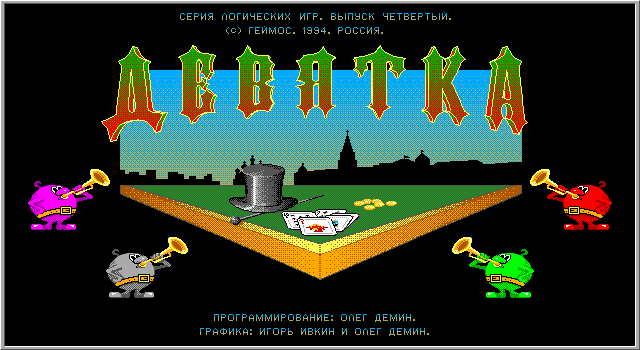 СЕРИЯ ЛОГИЧЕСКИХ ИГР. ВЫПУСК ЧЕТВЕРТЫЙ.
(C) ГЕЙМОС. 1994. РОССИЯ.
ДЕВЯТКА
ПРОГРАММИРОВАНИЕ: ОЛЕГ ДЕМИН.
ГРАФИКА: ИГОРЬ ИВКИН И ОЛЕГ ДЕМИН.